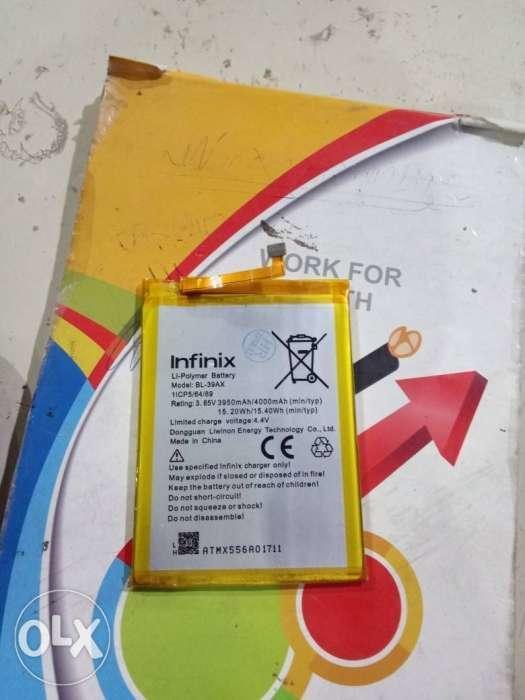 WORK FOR
TH
Infinix
Li-Polymer Battery
Model: BL-39AX
1ICP5/64/69
Rating: 3.85V 3950mAh/4000mAh (min/typ)
15.20Wh/15.40Wh (min/typ)
Limited charge voltage:4.4V
Dongguan Liwinon Energy Technology Co., Ltd.
Made in China
CE
Use specified Infinix charger only!
May explode if slossed or disposed of in fire!
Keep the battery out of reach of children!
Do not short-circuit!
Do not squeeze or shock!
Do not disassemble!
L
H
ATMX556A01711
OLX